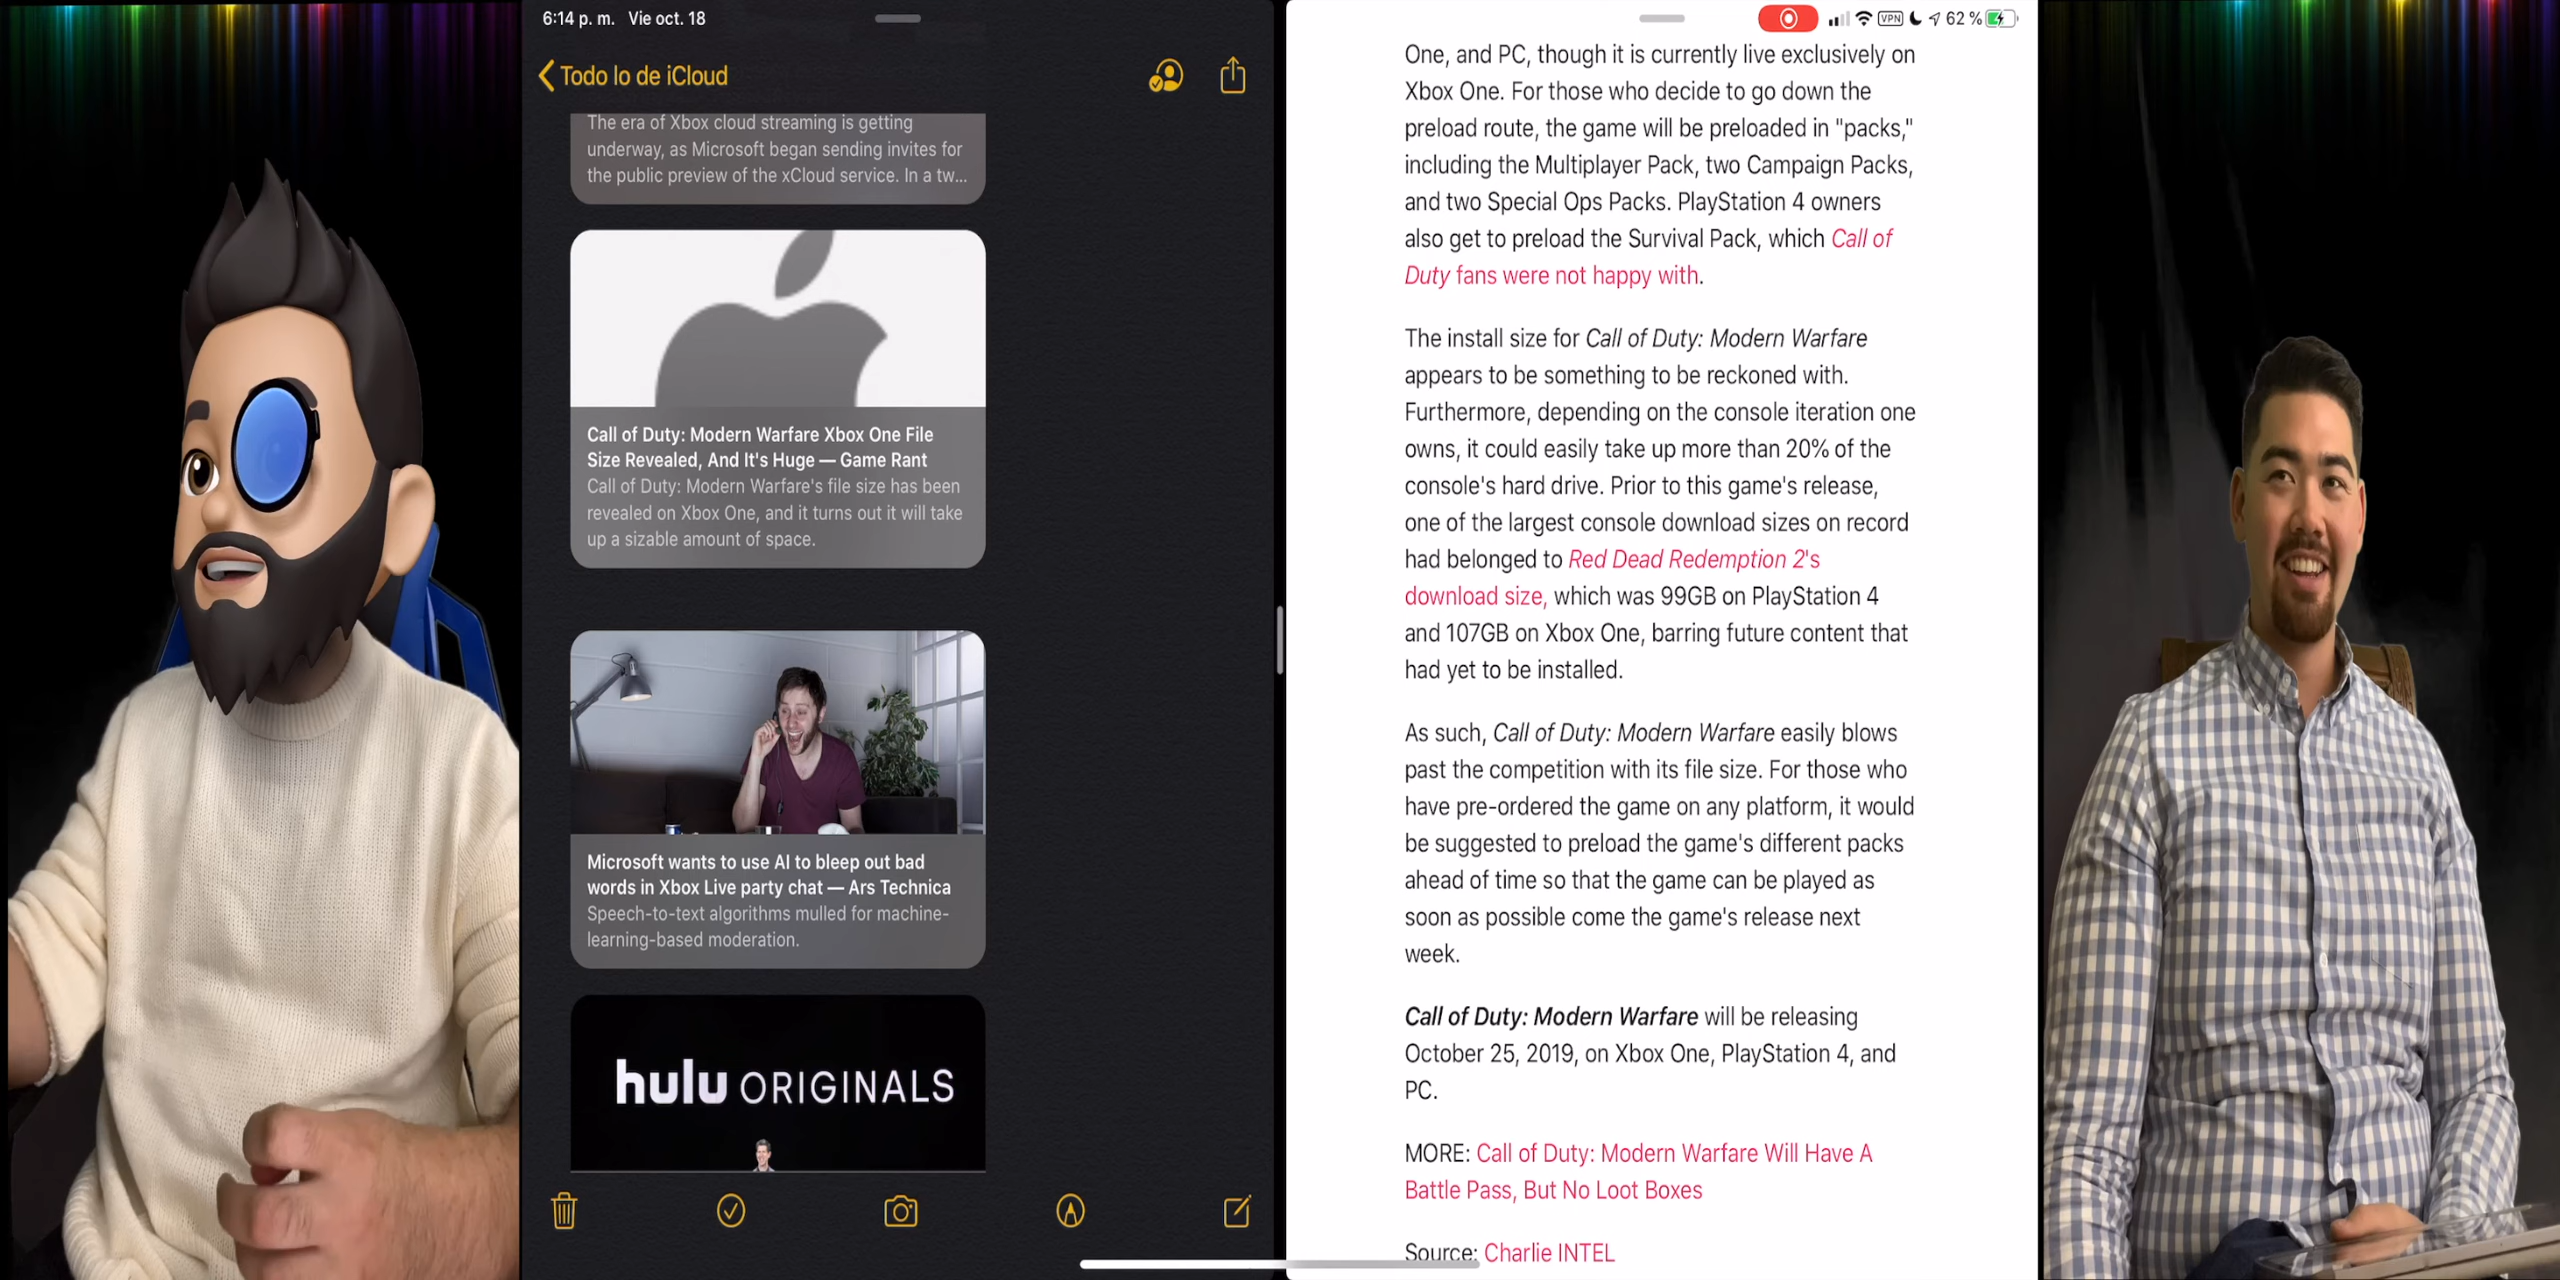 6:14 p. m. Vie oct. 18
Todo lo de iCloud
The era of Xbox cloud streaming is getting
underway, as Microsoft began sending invites for
the public preview of the xCloud service. In a tw...
Call of Duty: Modern Warfare Xbox One File
Size Revealed, And It's Huge — Game Rant
Call of Duty: Modern Warfare's file size has been
revealed on Xbox One, and it turns out it will take
up a sizable amount of space.
Microsoft wants to use AI to bleep out bad
words in Xbox Live party chat — Ars Technica
Speech-to-text algorithms mulled for machine-
learning-based moderation.
hulu ORIGINALS
VPN 62 %
One, and PC, though it is currently live exclusively on
Xbox One. For those who decide to go down the
preload route, the game will be preloaded in "packs,"
including the Multiplayer Pack, two Campaign Packs,
and two Special Ops Packs. PlayStation 4 owners
also get to preload the Survival Pack, which Call of
Duty fans were not happy with.
The install size for Call of Duty: Modern Warfare
appears to be something to be reckoned with.
Furthermore, depending on the console iteration one
owns, it could easily take up more than 20% of the
console's hard drive. Prior to this game's release,
one of the largest console download sizes on record
had belonged to Red Dead Redemption 2's
download size, which was 99GB on PlayStation 4
and 107GB on Xbox One, barring future content that
had yet to be installed.
As such, Call of Duty: Modern Warfare easily blows
past the competition with its file size. For those who
have pre-ordered the game on any platform, it would
be suggested to preload the game's different packs
ahead of time so that the game can be played as
soon as possible come the game's release next
week.
Call of Duty: Modern Warfare will be releasing
October 25, 2019, on Xbox One, PlayStation 4, and
PC.
MORE: Call of Duty: Modern Warfare Will Have A
Battle Pass, But No Loot Boxes
Source: Charlie INTEL